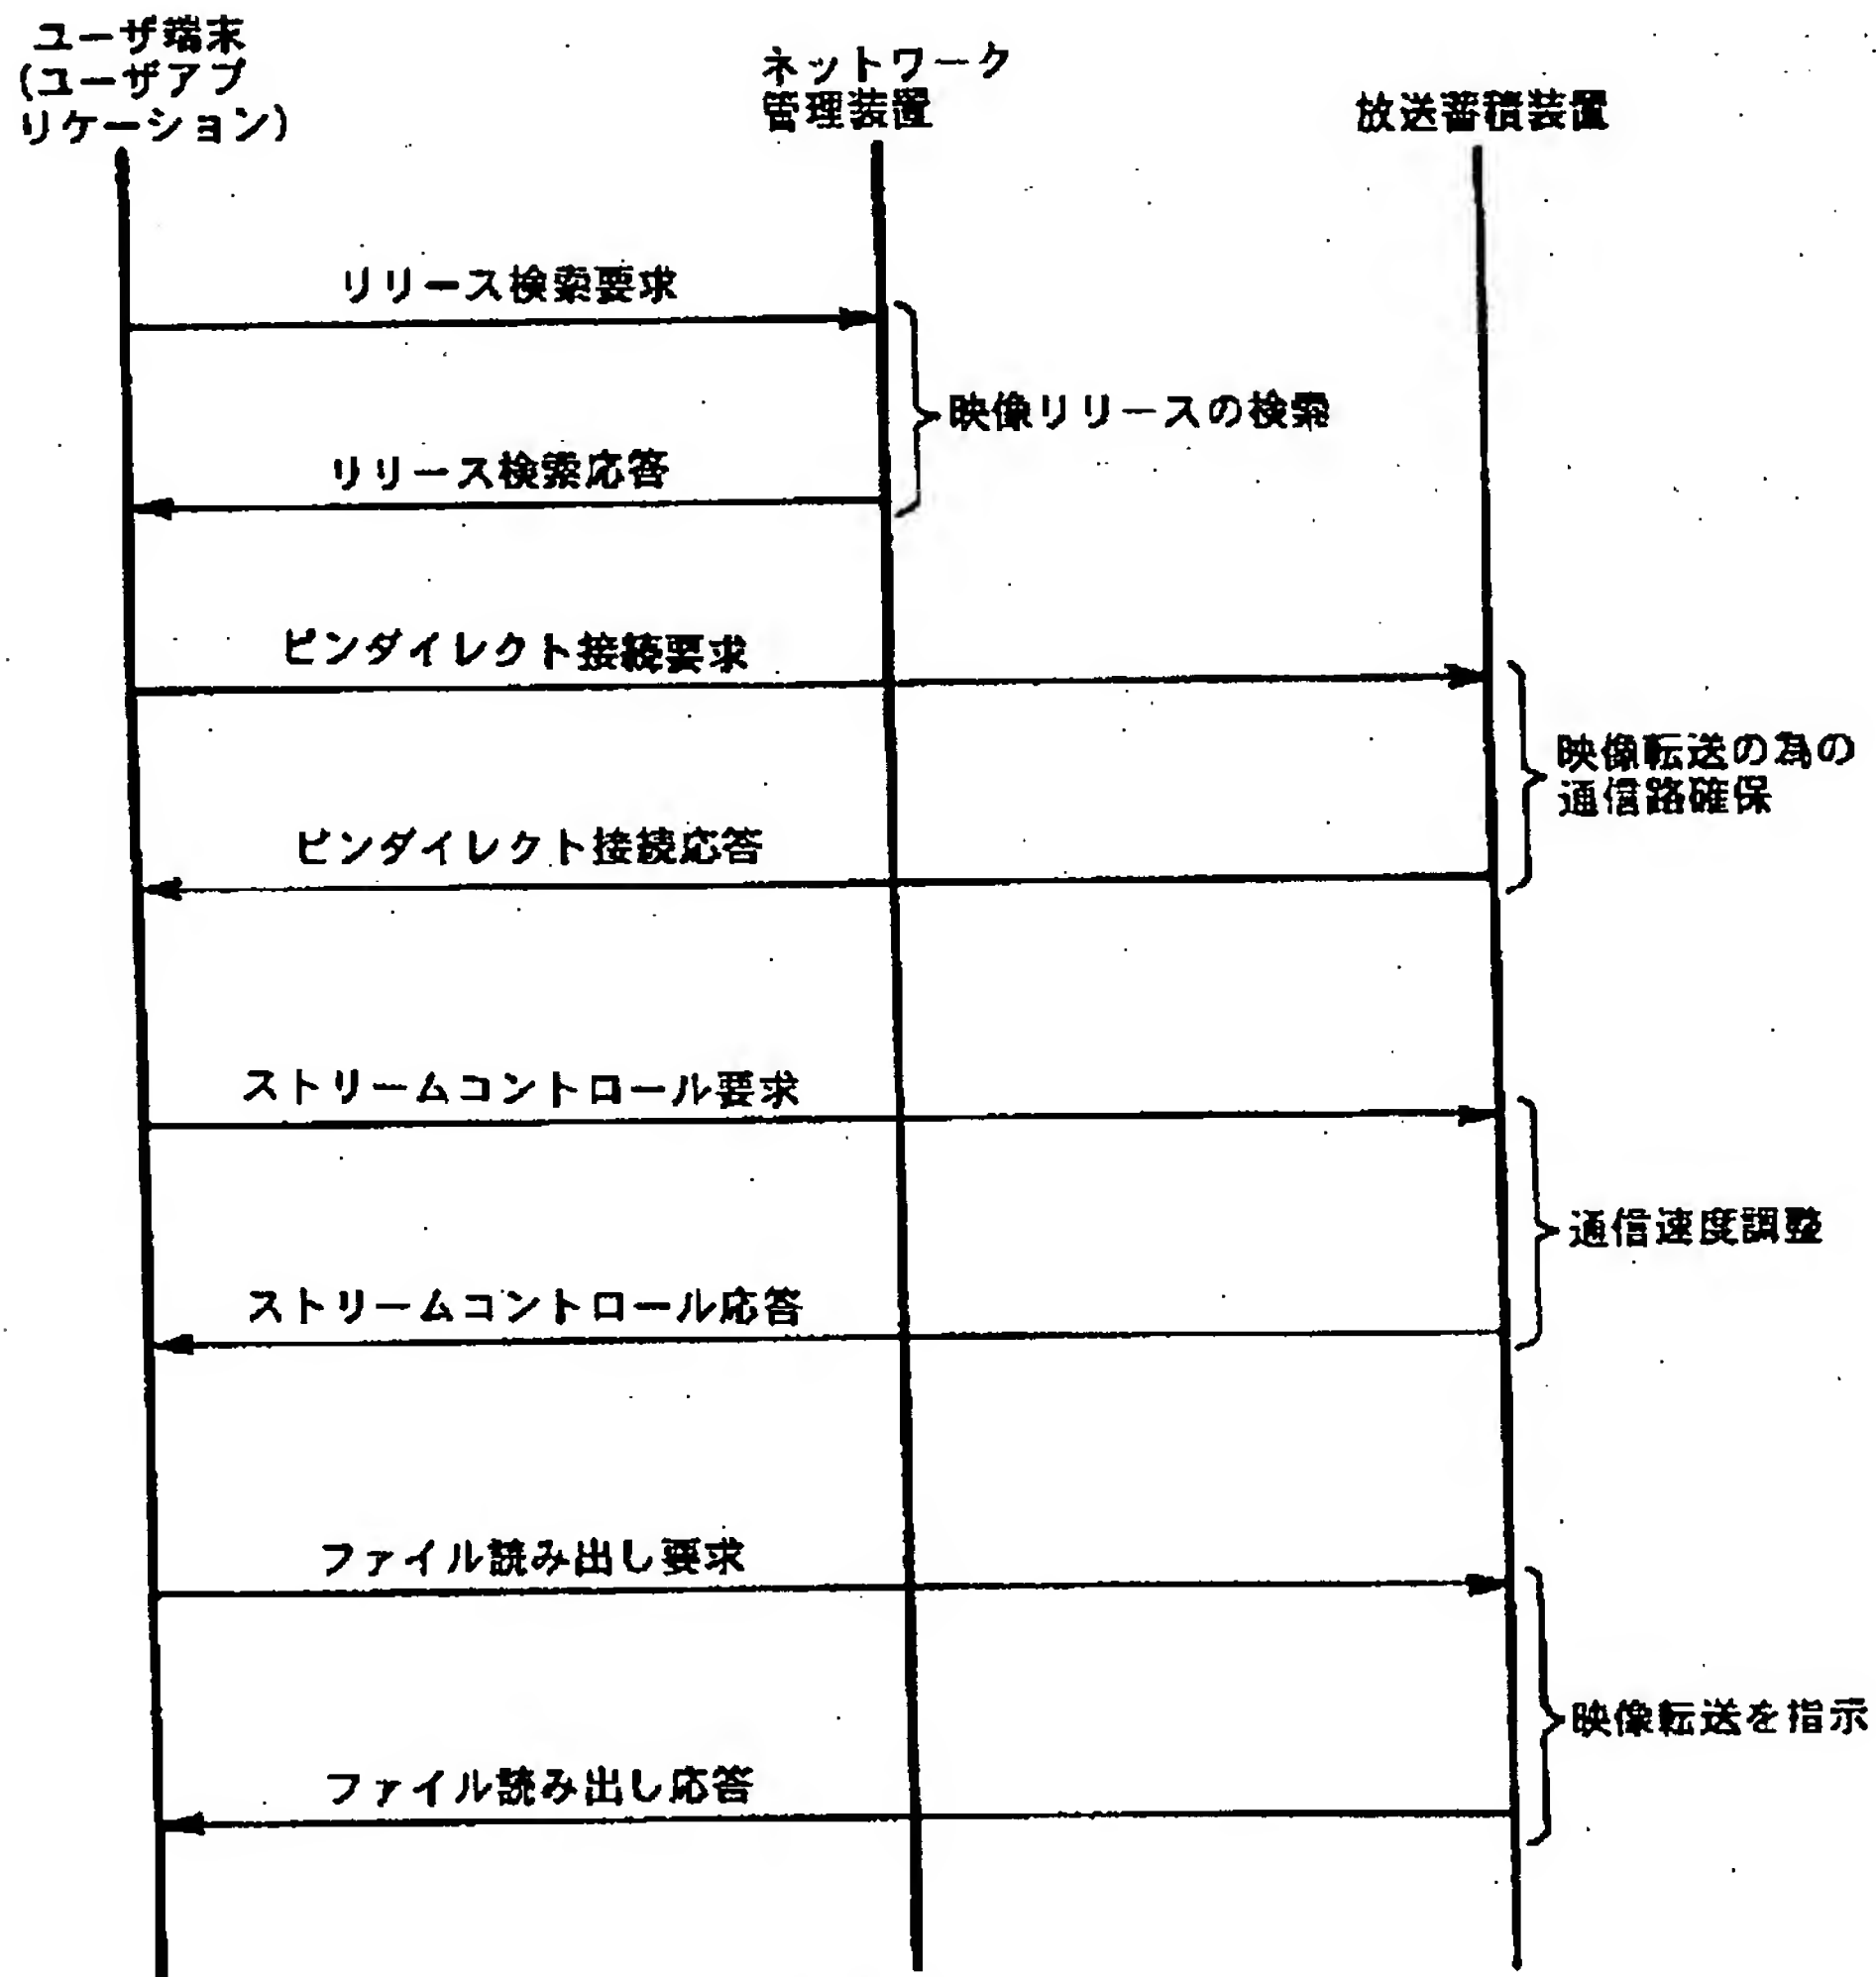 ユーザ端末
(ユーザアプ
リケーション)
ネットワーク
管理装置
放送蓄積装置
リリース検索要求
映像リリースの検索
リリース検索応答
ピンダイレクト接続要求
映像転送の為の
通信路確保
ピンダイレクト接続応答
ストリームコントロール要求
通信速度調整
ストリームコントロール応答
ファイル読み出し要求
映像転送を指示
ファイル読み出し応答